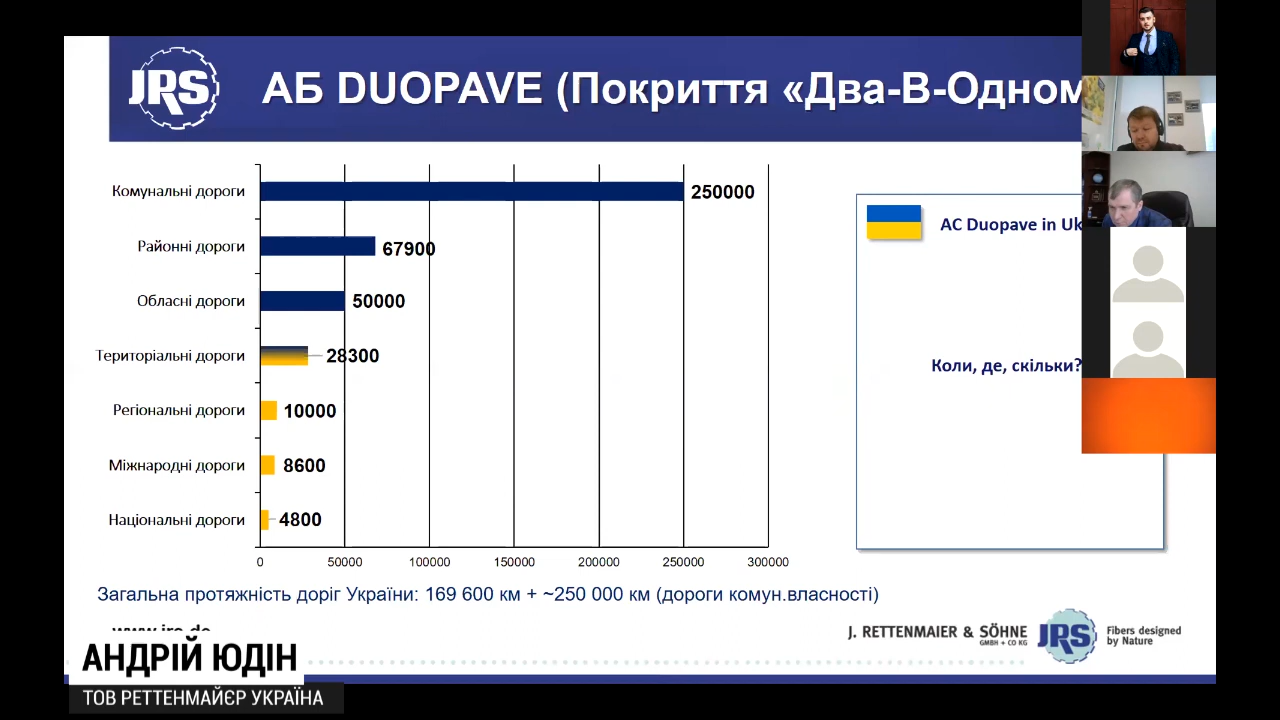 JRS
АБ DUOPAVE (Покриття «Два-В-Одном
Комунальні дороги 250000
Районні дороги 67900
Обласні дороги 50000
Територіальні дороги 28300
Регіональні дороги 10000
Міжнародні дороги 8600
Національні дороги 4800
0 50000 100000 150000 200000 250000 300000
AC Duopave in Uk
Коли, де, скільки?
Загальна протяжність доріг України: 169 600 км + ~250 000 км (дороги комун.власності)
www.jrs.de
J. RETTENMAIER & SÖHNE
GMBH + CO KG
JRS
Fibers designed
by Nature
АНДРІЙ ЮДІН
ТОВ РЕТТЕНМАЙЄР УКРАЇНА